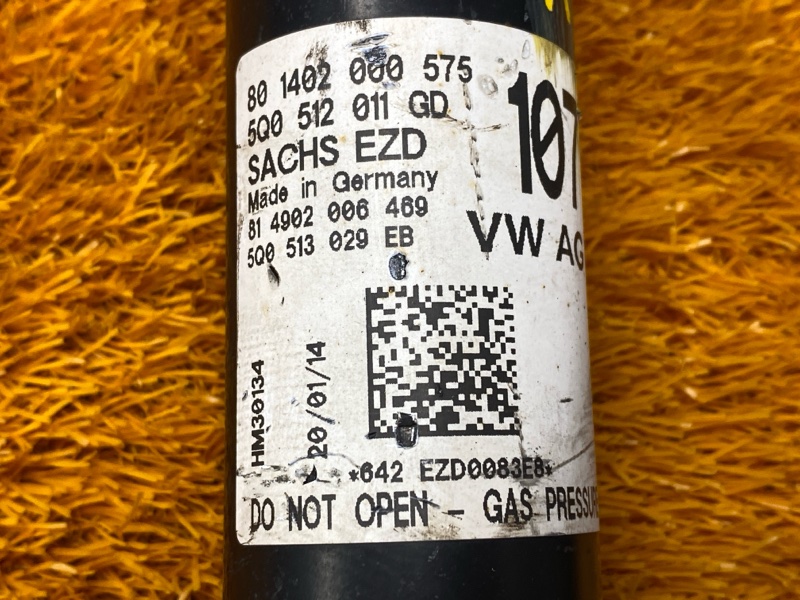 80 1402 000 575
5Q0 512 011 GD
SACHS EZD
Made in Germany
81 4902 006 469
5Q0 513 029 EB
107
VW AG
HM30134
20/01/14
*642 EZD0083E8*
DO NOT OPEN - GAS PRESSURE